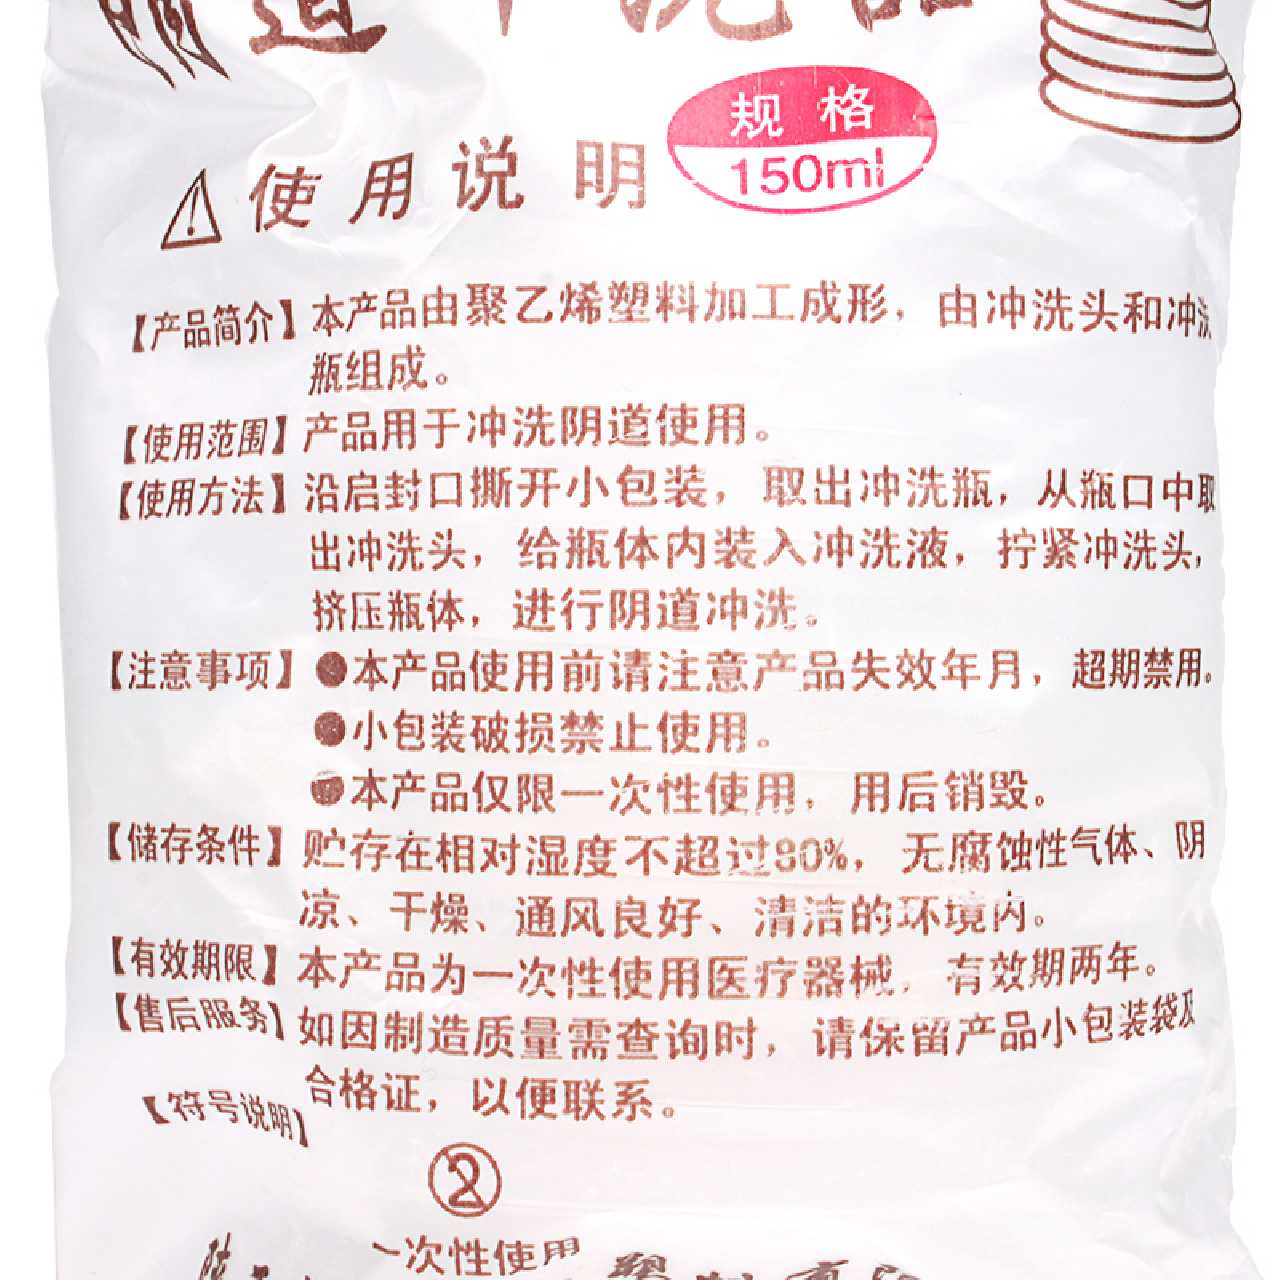 阴道冲洗器
规格
150ml
使用说明
【产品简介】本产品由聚乙烯塑料加工成形，由冲洗头和冲洗
瓶组成。
【使用范围】产品用于冲洗阴道使用。
【使用方法】沿启封口撕开小包装，取出冲洗瓶，从瓶口中取
出冲洗头，给瓶体内装入冲洗液，拧紧冲洗头，
挤压瓶体，进行阴道冲洗。
【注意事项】●本产品使用前请注意产品失效年月，超期禁用。
●小包装破损禁止使用。
●本产品仅限一次性使用，用后销毁。
【储存条件】贮存在相对湿度不超过80%，无腐蚀性气体、阴
凉、干燥、通风良好、清洁的环境内。
【有效期限】本产品为一次性使用医疗器械，有效期两年。
【售后服务】如因制造质量需查询时，请保留产品小包装袋及
合格证，以便联系。
【符号说明】
2
一次性使用